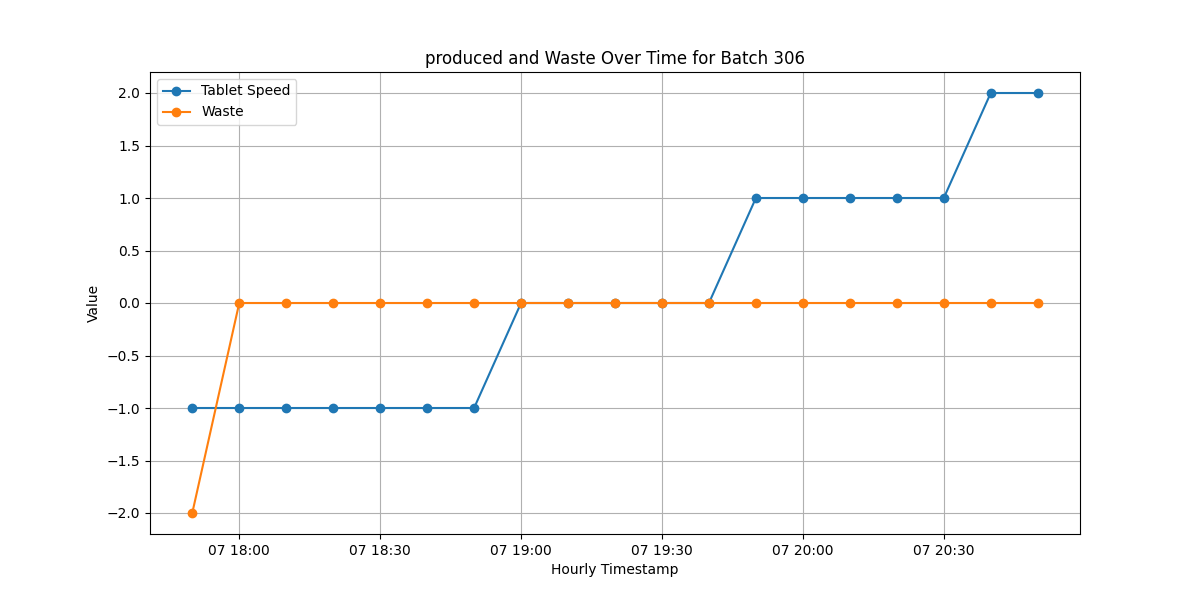 produced and Waste Over Time for Batch 306
Tablet Speed
Waste
2.0
1.5
1.0
0.5
0.0
−0.5
−1.0
−1.5
−2.0
Value
07 18:00 07 18:30 07 19:00 07 19:30 07 20:00 07 20:30
Hourly Timestamp